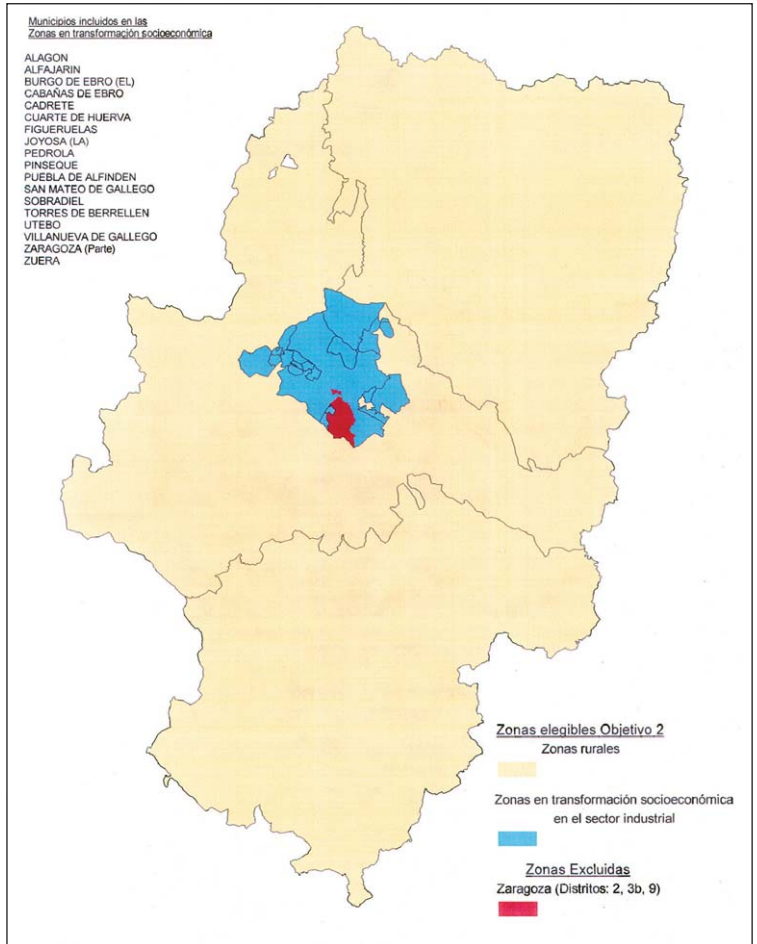 Municipios incluidos en las
Zonas en transformación socioeconómica
ALAGON
ALFAJARIN
BURGO DE EBRO (EL)
CABAÑAS DE EBRO
CADRETE
CUARTE DE HUERVA
FIGUERUELAS
JOYOSA (LA)
PEDROLA
PINSEQUE
PUEBLA DE ALFINDEN
SAN MATEO DE GALLEGO
SOBRADIEL
TORRES DE BERRELLEN
UTEBO
VILLANUEVA DE GALLEGO
ZARAGOZA (Parte)
ZUERA
Zonas elegibles Objetivo 2
Zonas rurales
Zonas en transformación socioeconómica
en el sector industrial
Zonas Excluidas
Zaragoza (Distritos: 2, 3b, 9)